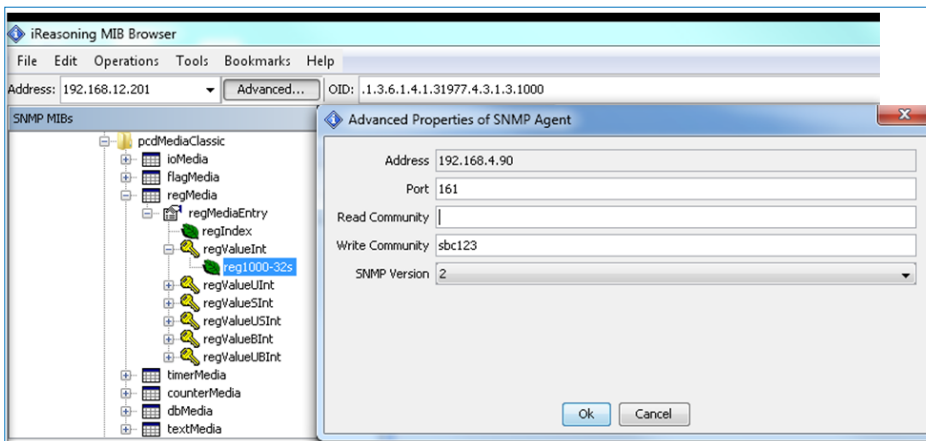 iReasoning MIB Browser
File Edit Operations Tools Bookmarks Help
Address: 192.168.12.201 Advanced... OID: .1.3.6.1.4.1.31977.4.3.1.3.1000
SNMP MIBs
pcdMediaClassic
ioMedia
flagMedia
regMedia
regMediaEntry
regIndex
regValueInt
reg1000-32s
regValueUInt
regValueSInt
regValueUSInt
regValueBInt
regValueUBInt
timerMedia
counterMedia
dbMedia
textMedia
Advanced Properties of SNMP Agent
Address 192.168.4.90
Port 161
Read Community
Write Community sbc123
SNMP Version 2
Ok Cancel